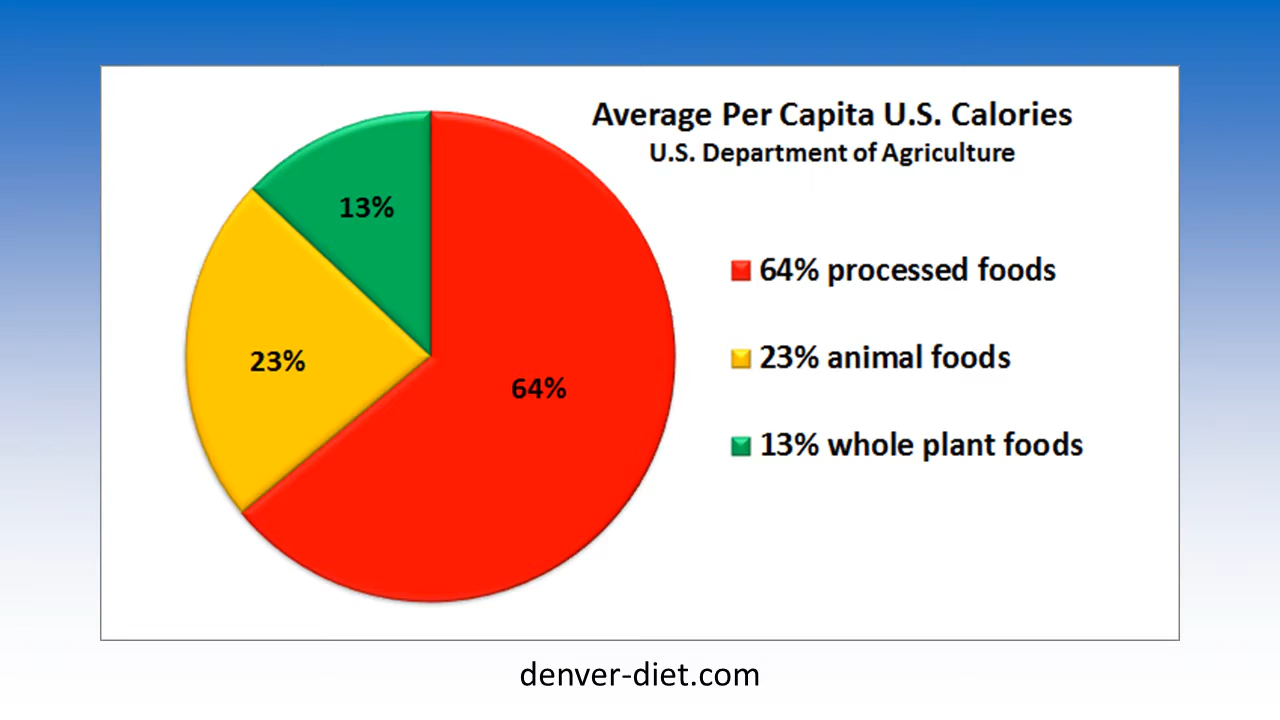 Average Per Capita U.S. Calories
U.S. Department of Agriculture
13%
23%
64%
64% processed foods
23% animal foods
13% whole plant foods
denver-diet.com